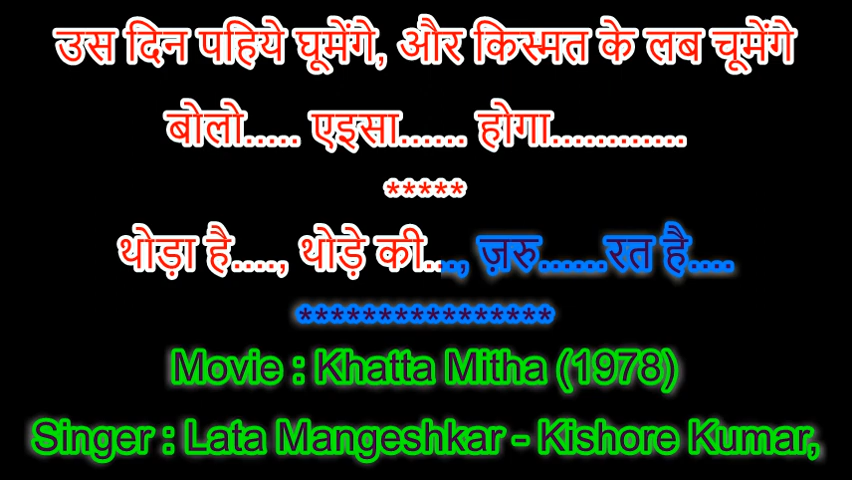 उस दिन पहिये घूमेंगे, और किस्मत के लब चूमेंगे
बोलो..... एइसा...... होगा............
*****
थोड़ा है...., थोड़े की..., ज़रु......रत है....
****************
Movie : Khatta Mitha (1978)
Singer : Lata Mangeshkar - Kishore Kumar,